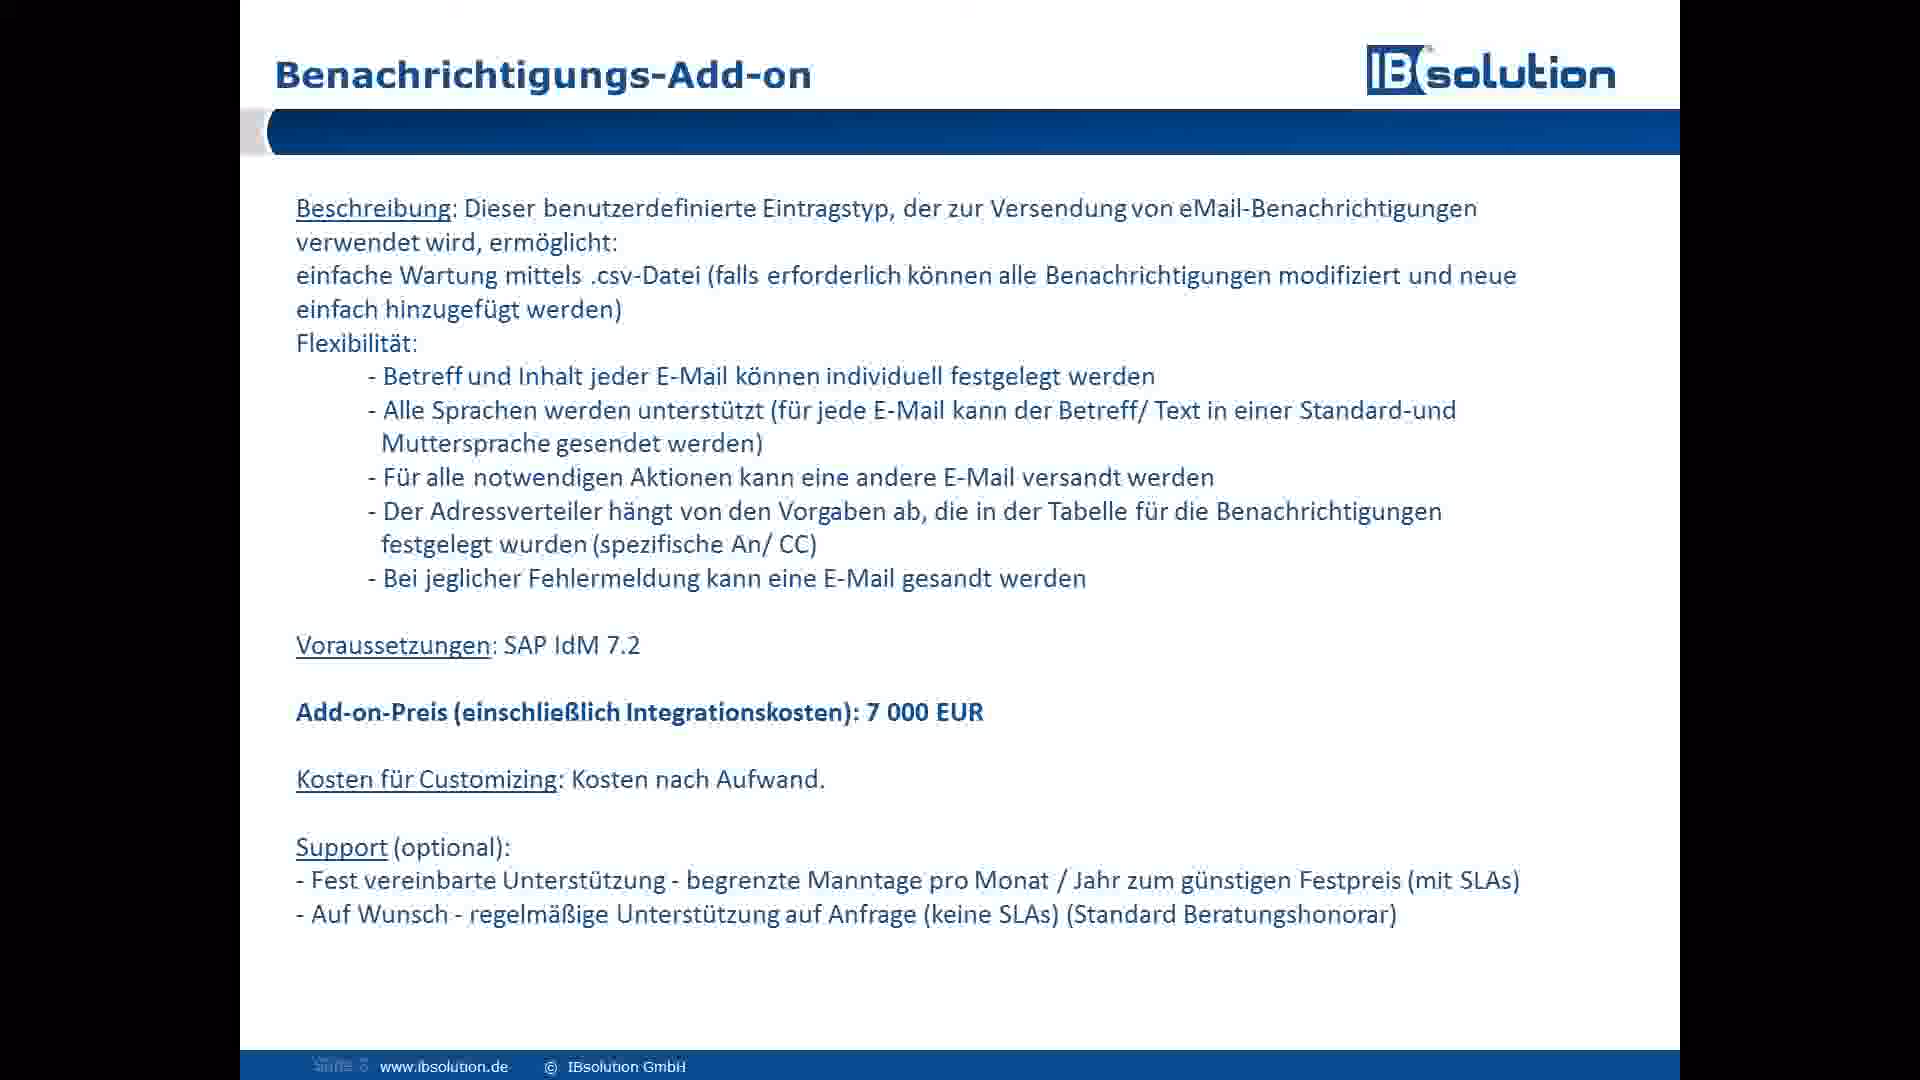 Benachrichtigungs-Add-on
IBsolution
Beschreibung: Dieser benutzerdefinierte Eintragstyp, der zur Versendung von eMail-Benachrichtigungen
verwendet wird, ermöglicht:
einfache Wartung mittels .csv-Datei (falls erforderlich können alle Benachrichtigungen modifiziert und neue
einfach hinzugefügt werden)
Flexibilität:
- Betreff und Inhalt jeder E-Mail können individuell festgelegt werden
- Alle Sprachen werden unterstützt (für jede E-Mail kann der Betreff/ Text in einer Standard-und
Muttersprache gesendet werden)
- Für alle notwendigen Aktionen kann eine andere E-Mail versandt werden
- Der Adressverteiler hängt von den Vorgaben ab, die in der Tabelle für die Benachrichtigungen
festgelegt wurden (spezifische An/ CC)
- Bei jeglicher Fehlermeldung kann eine E-Mail gesandt werden
Voraussetzungen: SAP IdM 7.2
Add-on-Preis (einschließlich Integrationskosten): 7 000 EUR
Kosten für Customizing: Kosten nach Aufwand.
Support (optional):
- Fest vereinbarte Unterstützung - begrenzte Manntage pro Monat / Jahr zum günstigen Festpreis (mit SLAs)
- Auf Wunsch - regelmäßige Unterstützung auf Anfrage (keine SLAs) (Standard Beratungshonorar)
www.ibsolution.de © IBsolution GmbH